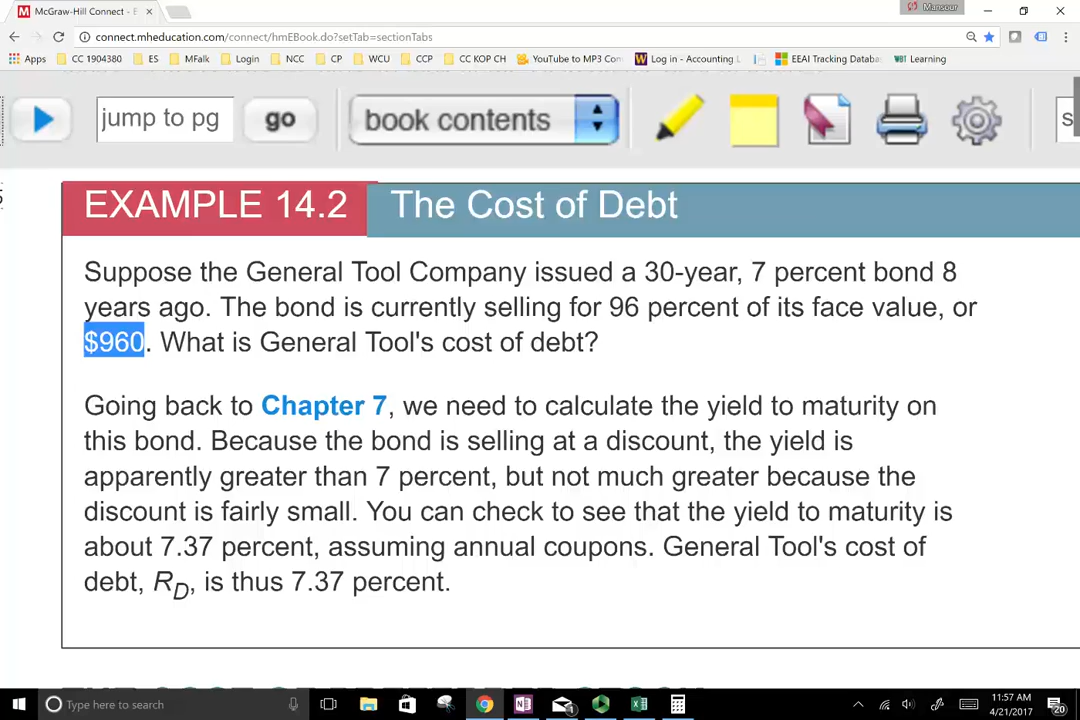 McGraw-Hill Connect - E
Mansour
connect.mheducation.com/connect/hmEBook.do?setTab=sectionTabs
Apps CC 1904380 ES MFalk Login NCC CP WCU CCP CC KOP CH YouTube to MP3 Con Log in - Accounting EEAI Tracking Databa WBT Learning
jump to pg go book contents s
EXAMPLE 14.2 The Cost of Debt
Suppose the General Tool Company issued a 30-year, 7 percent bond 8
years ago. The bond is currently selling for 96 percent of its face value, or
$960. What is General Tool's cost of debt?
Going back to Chapter 7, we need to calculate the yield to maturity on
this bond. Because the bond is selling at a discount, the yield is
apparently greater than 7 percent, but not much greater because the
discount is fairly small. You can check to see that the yield to maturity is
about 7.37 percent, assuming annual coupons. General Tool's cost of
debt, RD, is thus 7.37 percent.
11:57 AM
Type here to search
4/21/2017
20